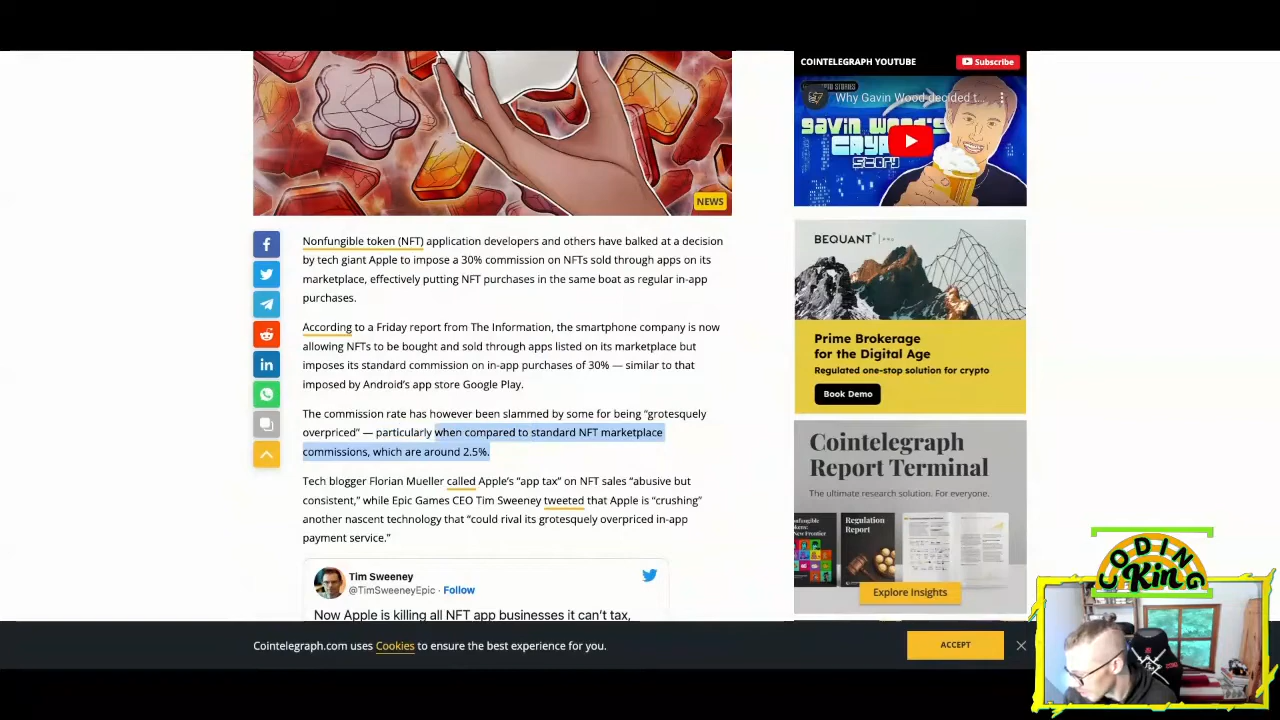 NEWS
Nonfungible token (NFT) application developers and others have balked at a decision
by tech giant Apple to impose a 30% commission on NFTs sold through apps on its
marketplace, effectively putting NFT purchases in the same boat as regular in-app
purchases.
According to a Friday report from The Information, the smartphone company is now
allowing NFTs to be bought and sold through apps listed on its marketplace but
imposes its standard commission on in-app purchases of 30% — similar to that
imposed by Android's app store Google Play.
The commission rate has however been slammed by some for being “grotesquely
overpriced” — particularly when compared to standard NFT marketplace
commissions, which are around 2.5%.
Tech blogger Florian Mueller called Apple's “app tax” on NFT sales “abusive but
consistent,” while Epic Games CEO Tim Sweeney tweeted that Apple is “crushing”
another nascent technology that “could rival its grotesquely overpriced in-app
payment service.”
Tim Sweeney
@TimSweeneyEpic · Follow
Now Apple is killing all NFT app businesses it can't tax,
COINTELEGRAPH YOUTUBE
Subscribe
Why Gavin Wood decided t...
gavin wood's
crypto
story
BEQUANT PRO
Prime Brokerage
for the Digital Age
Regulated one-stop solution for crypto
Book Demo
Cointelegraph
Report Terminal
The ultimate research solution. For everyone.
Regulation
Report
Explore Insights
Cointelegraph.com uses Cookies to ensure the best experience for you.
ACCEPT
CODING
KinG